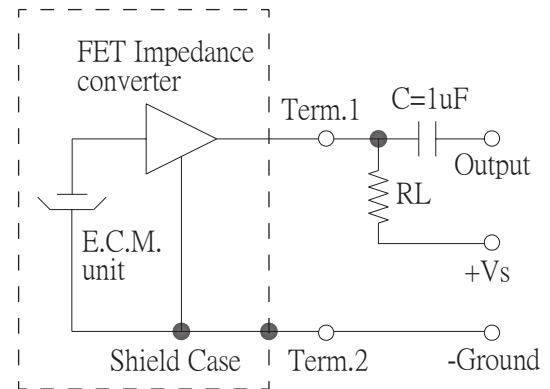 FET Impedance
converter
Term.1
C=1uF
Output
RL
E.C.M.
unit
+Vs
Shield Case
Term.2
-Ground